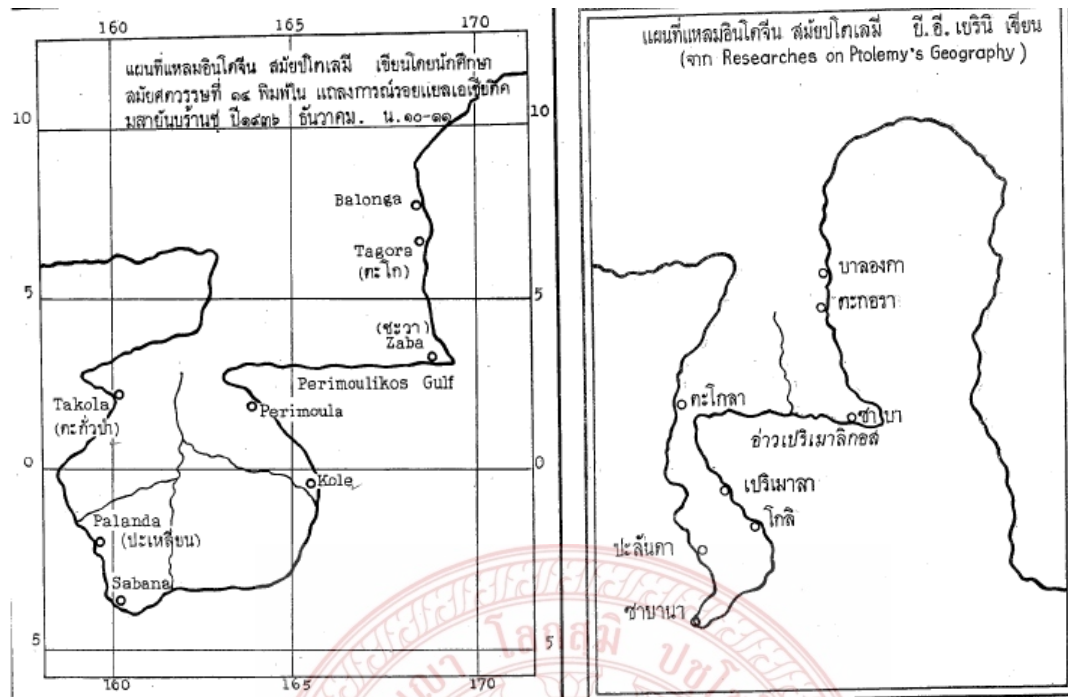 160 165 170
แผนที่แหลมอินโดจีน สมัยปโตเลมี เขียนโดยนักศึกษา
สมัยศตวรรษที่ ๑๔ พิมพ์ใน แถลงการณ์รอยแยลเอเซียติค
มลายันบร้านช์ ปี๑๙๓๖ ธันวาคม. น.๑๐-๑๑
10
10
Balonga
Tagora
(ตะโก)
5
5
(ชะวา)
Zaba
Perimoulikos Gulf
Takola
(ตะกั่วป่า)
Perimoula
0
0
Kole
Palanda
(ปะเหลียน)
Sabana
5
5
160 165 170
แผนที่แหลมอินโดจีน สมัยปโตเลมี ยี.อี. เยรินิ เขียน
(จาก Researches on Ptolemy's Geography)
บาลองกา
ตะกอรา
ตะโกลา
ซาบา
อ่าวเปริเมาลิกอส
เปริเมาลา
โกลิ
ปะลันดา
ซาบานา
โลกสฺมิ ปชฺโ